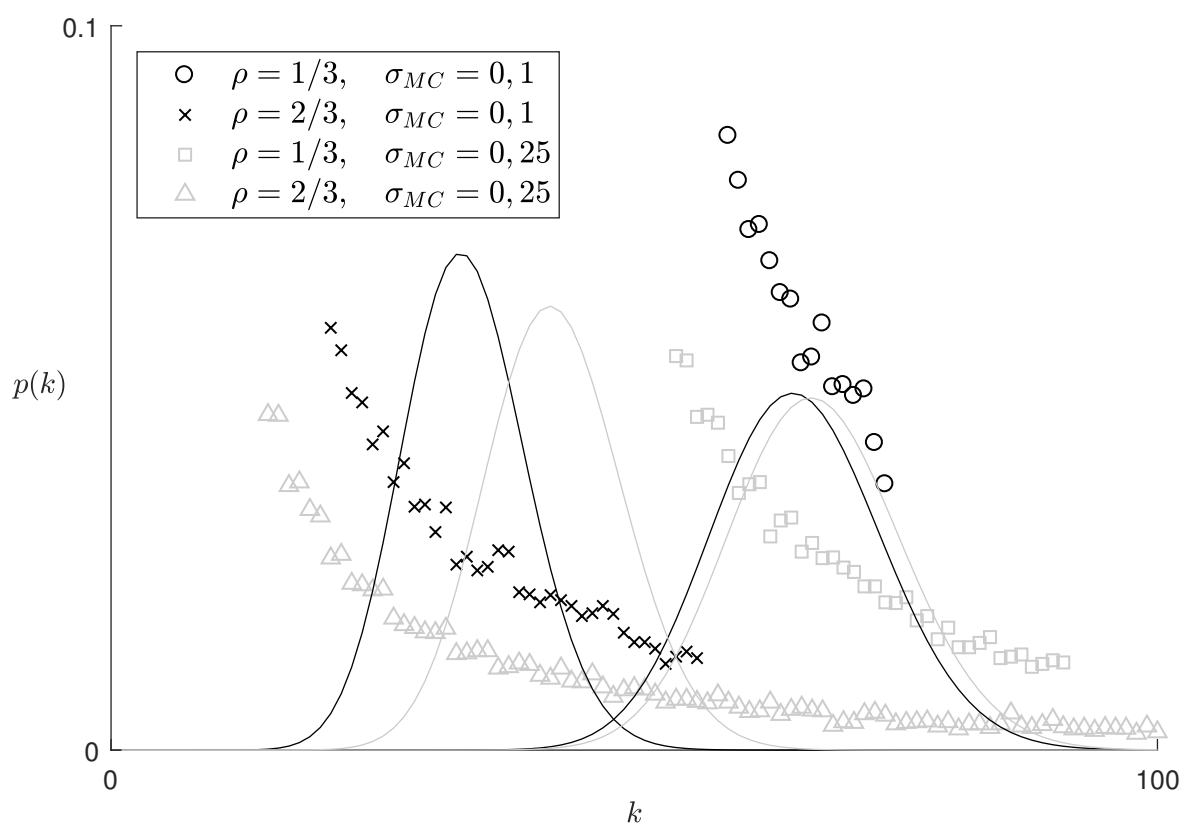 0.1
ρ = 1/3, σ_MC = 0, 1
ρ = 2/3, σ_MC = 0, 1
ρ = 1/3, σ_MC = 0, 25
ρ = 2/3, σ_MC = 0, 25
p(k)
0
0 100
k